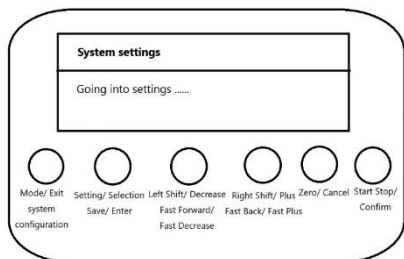 System settings
Going into settings ......
Mode/ Exit
system
configuration
Setting/ Selection
Save/ Enter
Left Shift/ Decrease
Fast Forward/
Fast Decrease
Right Shift/ Plus
Fast Back/ Fast Plus
Zero/ Cancel
Start Stop/
Confirm